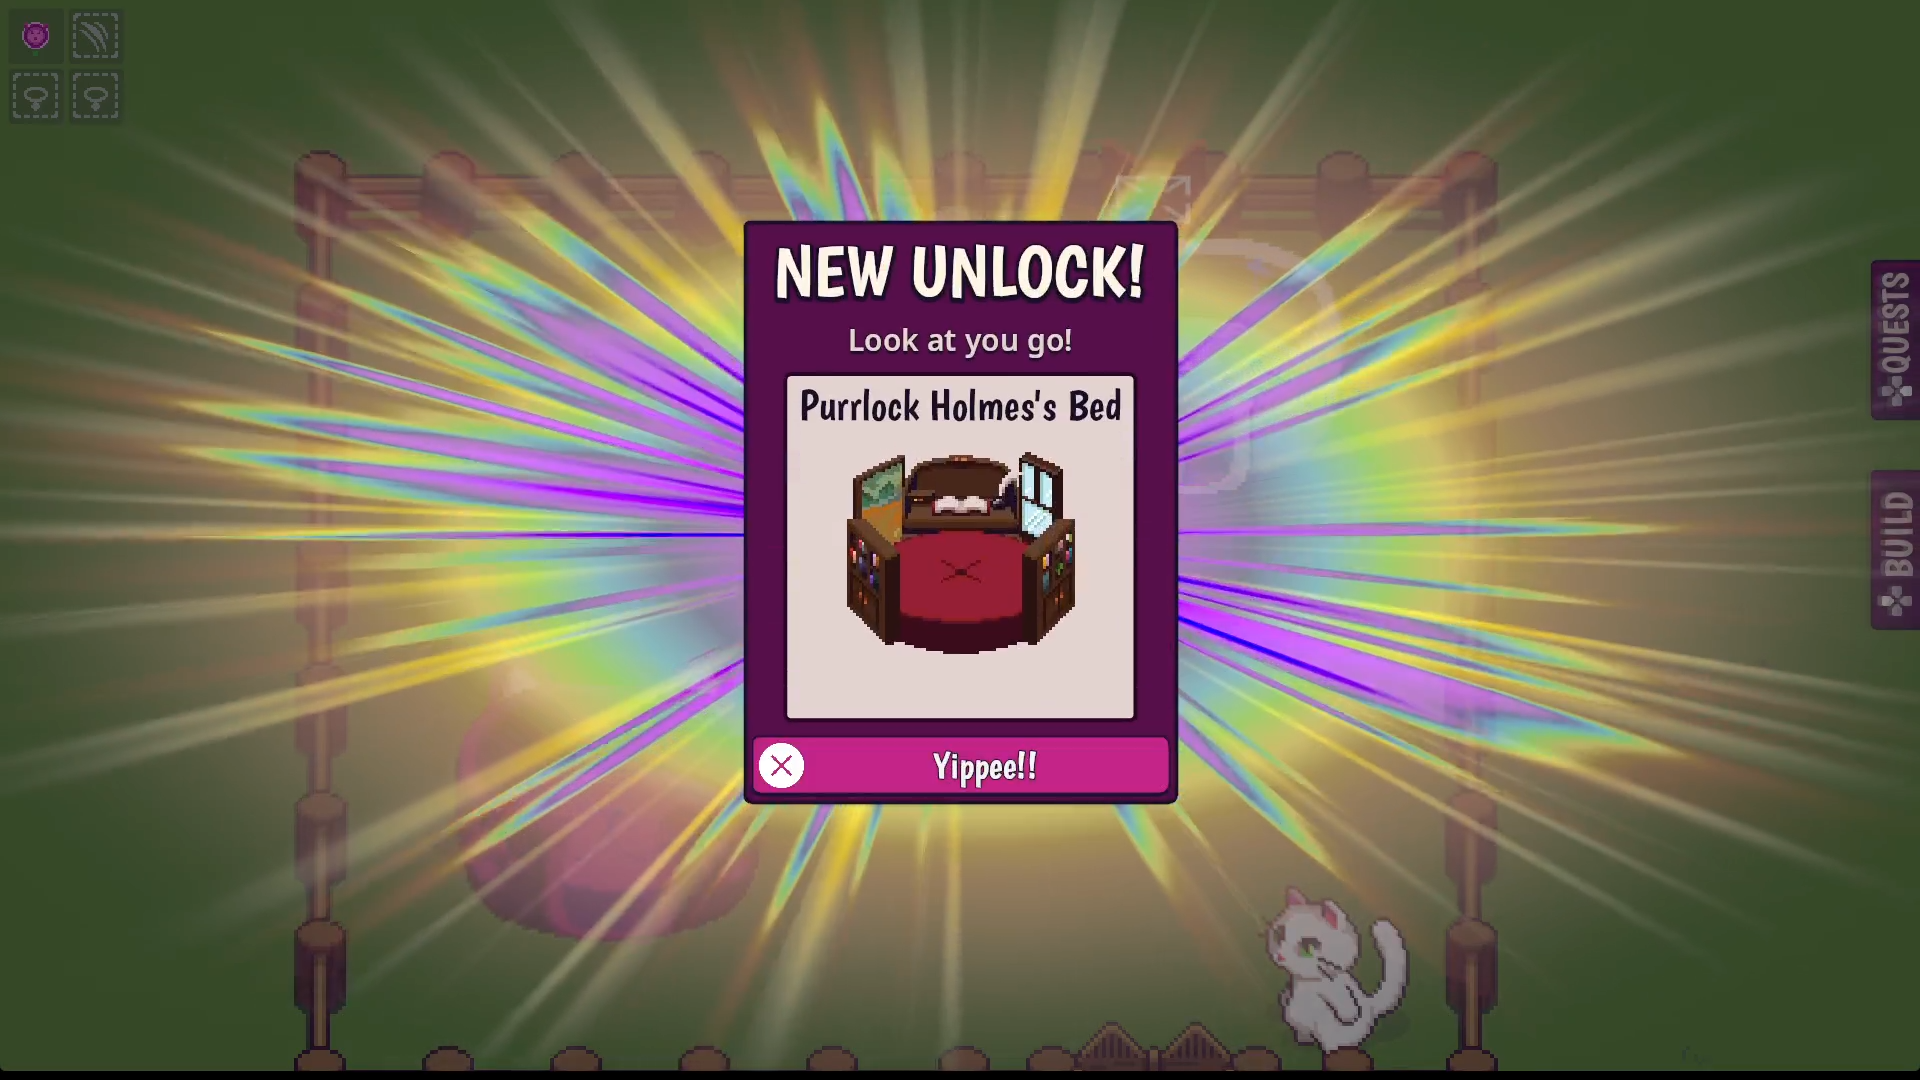 NEW UNLOCK!
Look at you go!
Purrlock Holmes's Bed
Yippee!!
QUESTS
BUILD